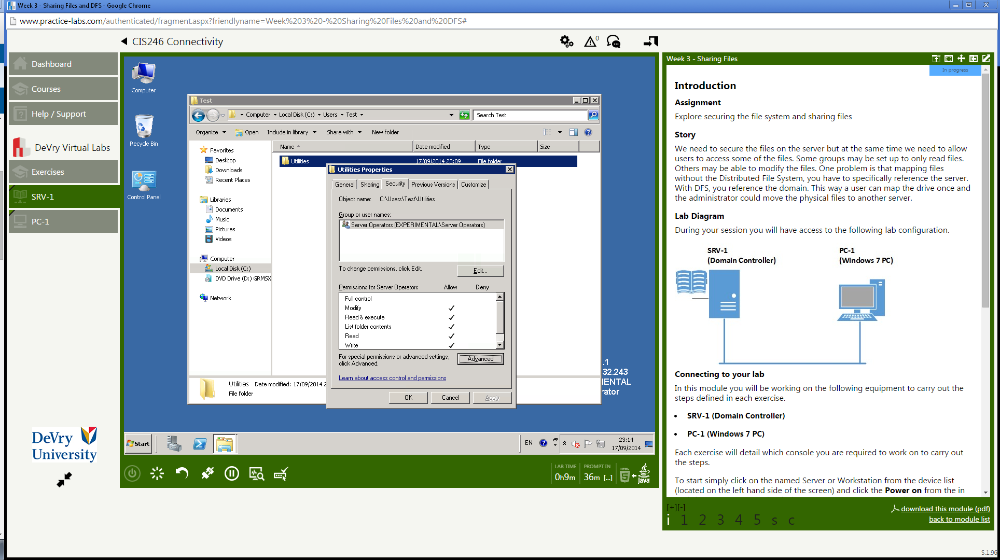 Week 3 - Sharing Files and DFS - Google Chrome
www.practice-labs.com/authenticated/fragment.aspx?friendlyname=Week%203%20-%20Sharing%20Files%20and%20DFS#
CIS246 Connectivity
0
Dashboard
Courses
Help / Support
DeVry Virtual Labs
Exercises
SRV-1
PC-1
DeVry
University
Computer
Recycle Bin
Control Panel
Test
Computer
Local Disk (C:)
Users
Test
Search Test
Organize
Open
Include in library
Share with
New folder
Favorites
Desktop
Downloads
Recent Places
Libraries
Documents
Music
Pictures
Videos
Computer
Local Disk (C:)
DVD Drive (D:) GRMSX
Network
Name
Date modified
Type
Size
Utilities
17/09/2014 23:09
File folder
Utilities Properties
General
Sharing
Security
Previous Versions
Customize
Object name: C:\Users\Test\Utilities
Group or user names:
Server Operators (EXPERIMENTAL\Server Operators)
To change permissions, click Edit.
Edit...
Permissions for Server Operators
Allow
Deny
Full control
Modify
Read & execute
List folder contents
Read
Write
For special permissions or advanced settings,
click Advanced.
Advanced
Learn about access control and permissions
OK
Cancel
Apply
Utilities Date modified: 17/09/2014 2
File folder
.1
32.243
MENTAL
rator
Start
EN
23:14
17/09/2014
LAB TIME
0h9m
PROMPT IN
36m [...]
HTML
5
Java
Week 3 - Sharing Files
In progress
Introduction
Assignment
Explore securing the file system and sharing files
Story
We need to secure the files on the server but at the same time we need to allow
users to access some of the files. Some groups may be set up to only read files.
Others may be able to modify the files. One problem is that mapping files
without the Distributed File System, you have to specifically reference the server.
With DFS, you reference the domain. This way a user can map the drive once and
the administrator could move the physical files to another server.
Lab Diagram
During your session you will have access to the following lab configuration.
SRV-1
(Domain Controller)
PC-1
(Windows 7 PC)
Connecting to your lab
In this module you will be working on the following equipment to carry out the
steps defined in each exercise.
• SRV-1 (Domain Controller)
• PC-1 (Windows 7 PC)
Each exercise will detail which console you are required to work on to carry out
the steps.
To start simply click on the named Server or Workstation from the device list
(located on the left hand side of the screen) and click the Power on from the in
[+][-]
i 1 2 3 4 5 s c
download this module (pdf)
back to module list
S.1.96